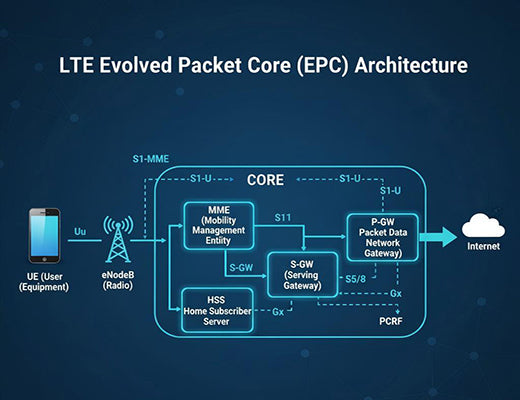 LTE Evolved Packet Core (EPC) Architecture
S1-MME
S1-U
CORE
S1-U
S1-U
MME
(Mobility
Management
Entiity
S11
P-GW
Packet Data
Network
Gateway)
Uu
UE (User
(Equipment)
eNodeB
(Radio)
Internet
S-GW
S-GW
(Serving
Gateway)
S5/8
Gx
HSS
Home Subscriber
Server
Gx
PCRF